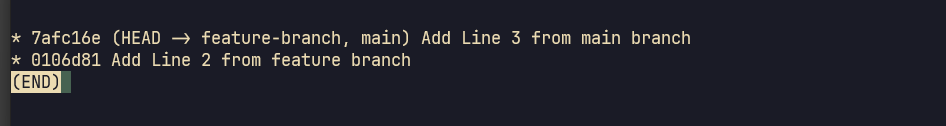 * 7afc16e (HEAD -> feature-branch, main) Add Line 3 from main branch
* 0106d81 Add Line 2 from feature branch
(END)